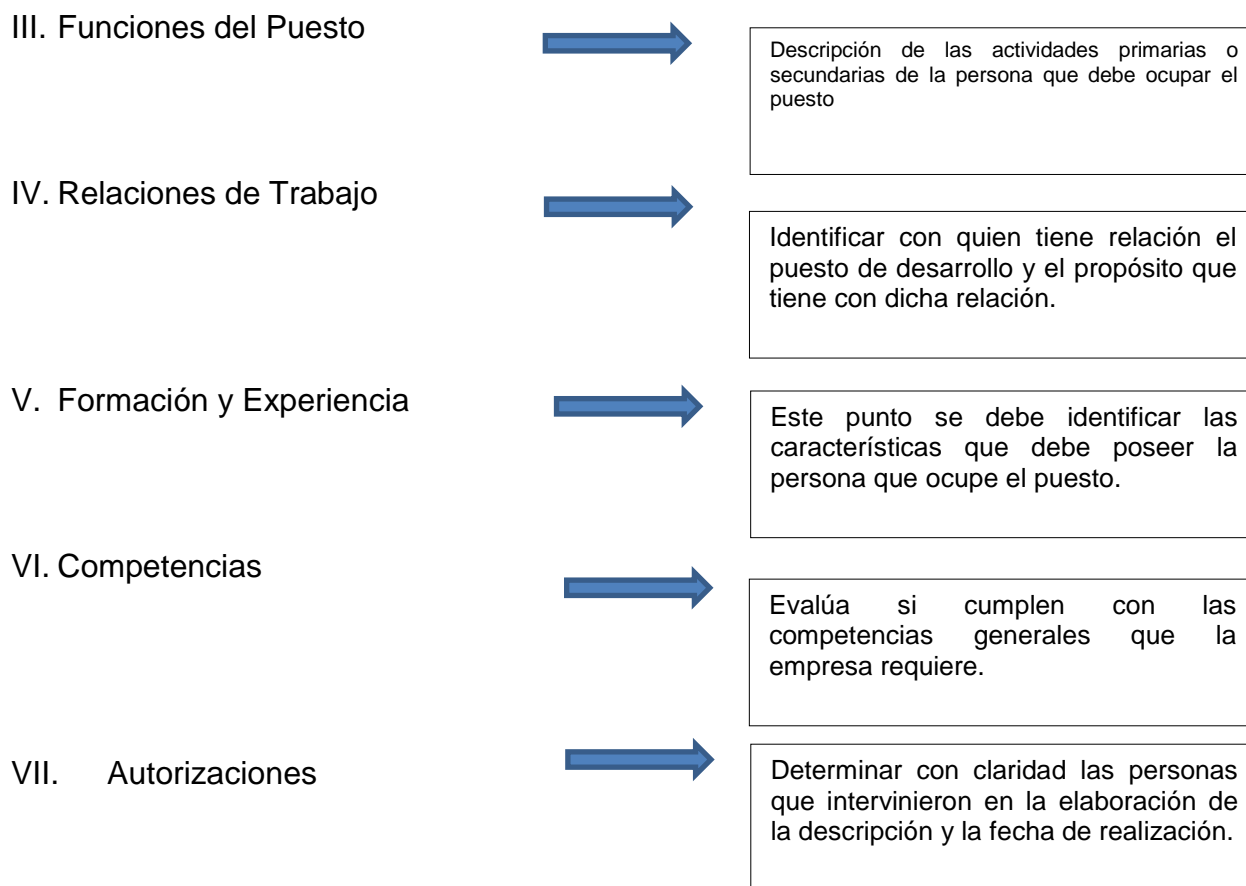 III. Funciones del Puesto
Descripción de las actividades primarias o
secundarias de la persona que debe ocupar el
puesto
IV. Relaciones de Trabajo
Identificar con quien tiene relación el
puesto de desarrollo y el propósito que
tiene con dicha relación.
V. Formación y Experiencia
Este punto se debe identificar las
características que debe poseer la
persona que ocupe el puesto.
VI. Competencias
Evalúa si cumplen con las
competencias generales que la
empresa requiere.
VII. Autorizaciones
Determinar con claridad las personas
que intervinieron en la elaboración de
la descripción y la fecha de realización.